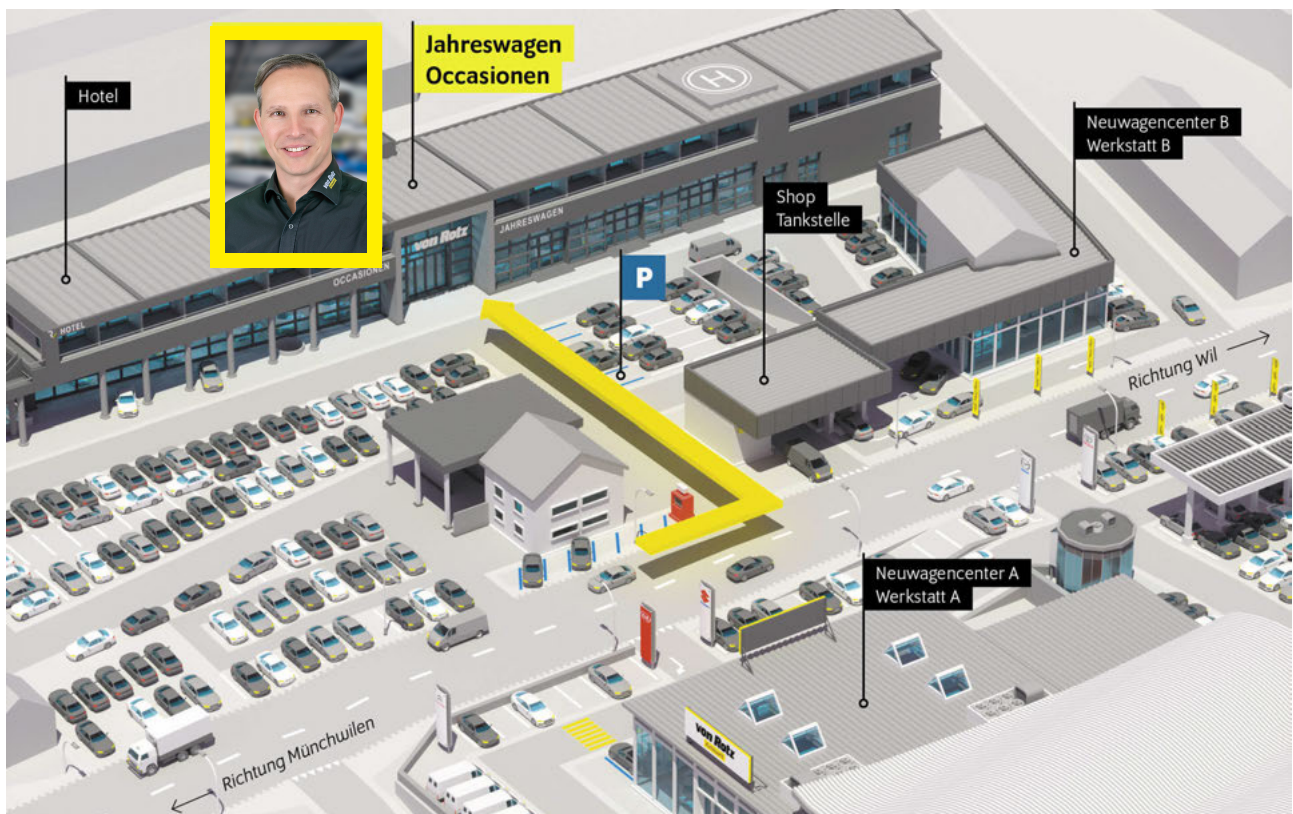 Hotel
Jahreswagen
Occasionen
H
Neuwagencenter B
Werkstatt B
Shop
Tankstelle
von Rotz
JAHRESWAGEN
OCCASIONEN
HOTEL
P
Richtung Wil
Neuwagencenter A
Werkstatt A
von Rotz
Richtung Münchwilen